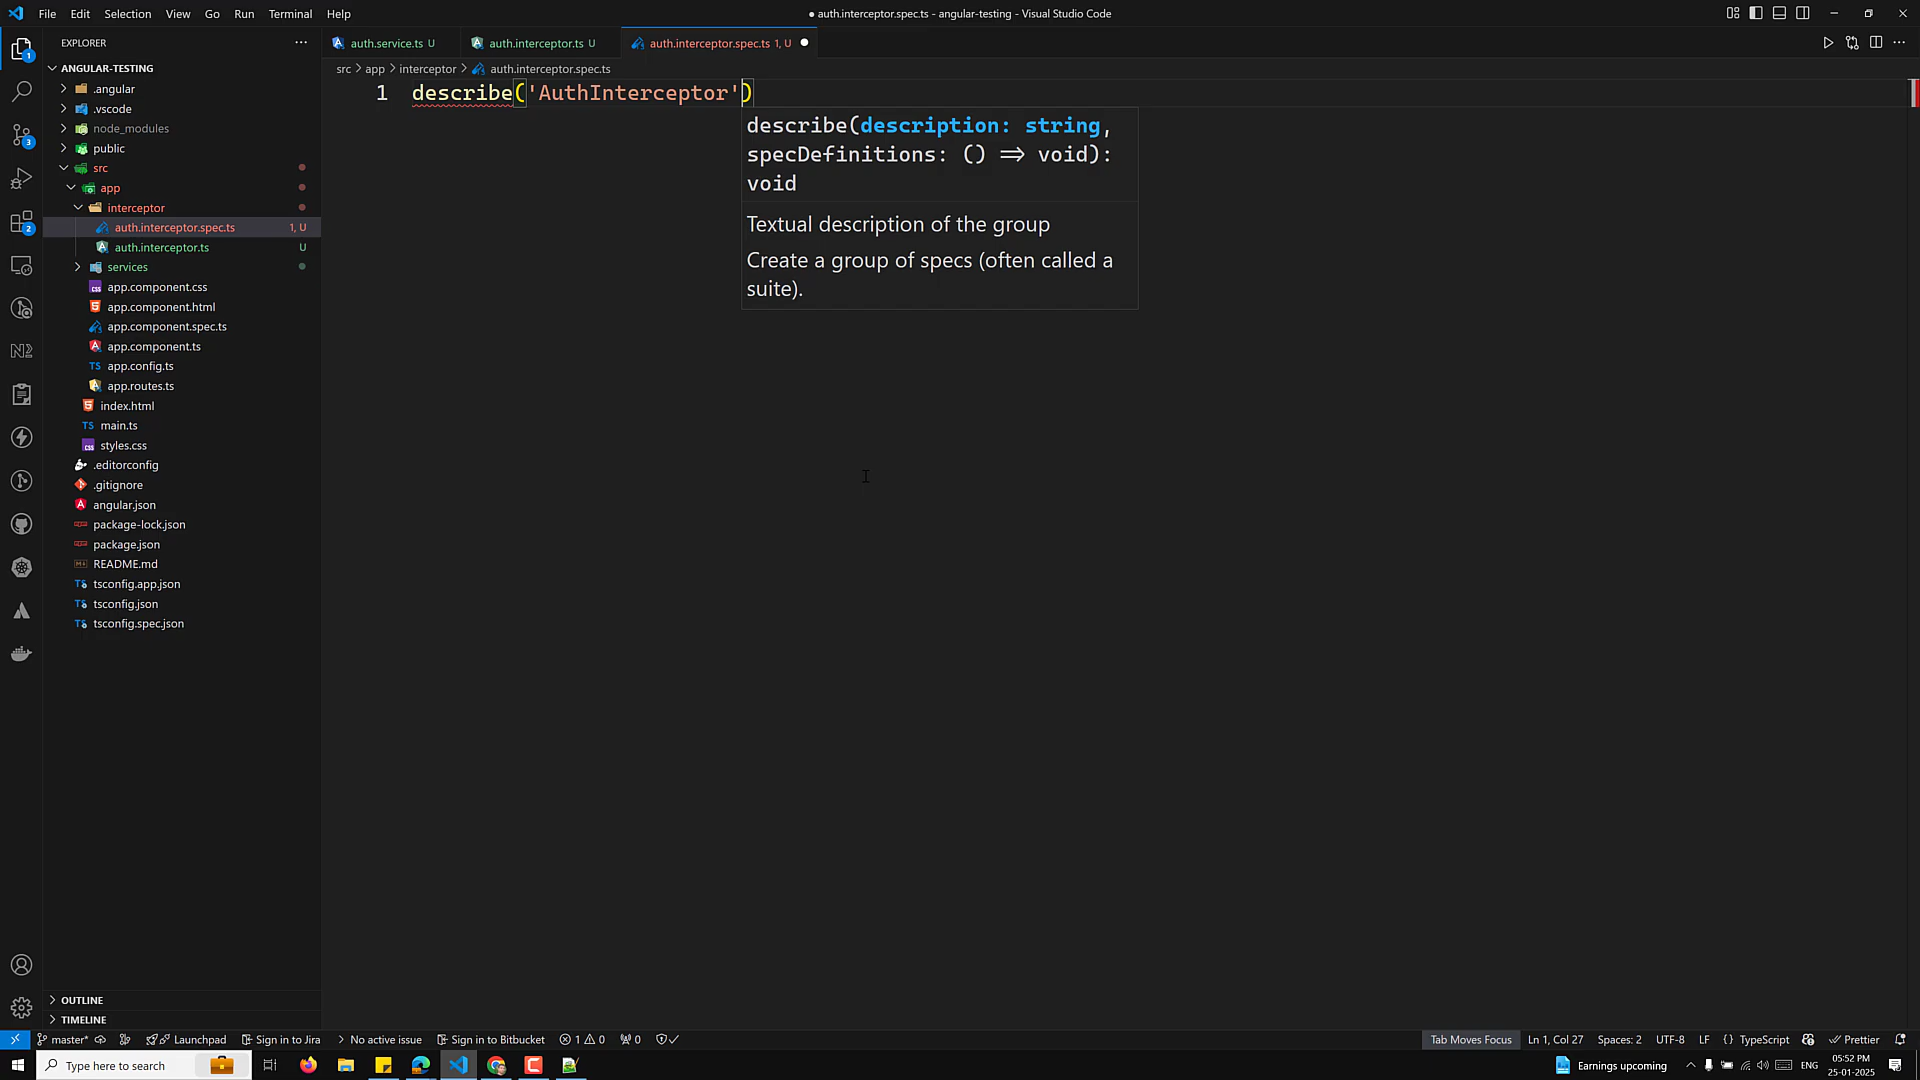 File Edit Selection View Go Run Terminal Help
● auth.interceptor.spec.ts - angular-testing - Visual Studio Code
EXPLORER
ANGULAR-TESTING
.angular
.vscode
node_modules
public
src
app
interceptor
auth.interceptor.spec.ts 1, U
auth.interceptor.ts U
services
app.component.css
app.component.html
app.component.spec.ts
app.component.ts
app.config.ts
app.routes.ts
index.html
main.ts
styles.css
.editorconfig
.gitignore
angular.json
package-lock.json
package.json
README.md
tsconfig.app.json
tsconfig.json
tsconfig.spec.json
OUTLINE
TIMELINE
auth.service.ts U
auth.interceptor.ts U
auth.interceptor.spec.ts 1, U
src > app > interceptor > auth.interceptor.spec.ts
1 describe('AuthInterceptor')
describe(description: string,
specDefinitions: () => void):
void
Textual description of the group
Create a group of specs (often called a
suite).
master* Launchpad Sign in to Jira No active issue Sign in to Bitbucket 1 0 0
Tab Moves Focus Ln 1, Col 27 Spaces: 2 UTF-8 LF {} TypeScript Prettier
Type here to search
Earnings upcoming ENG
05:52 PM
25-01-2025